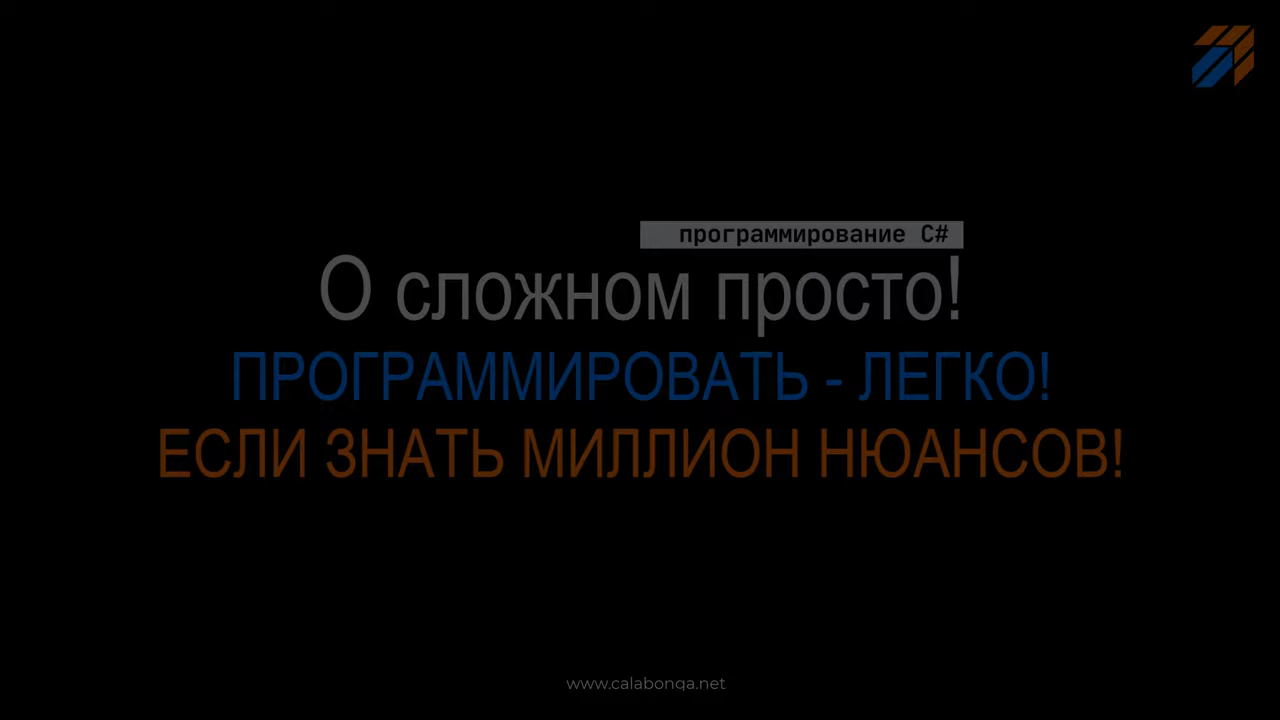 программирование C#
О сложном просто!
ПРОГРАММИРОВАТЬ - ЛЕГКО!
ЕСЛИ ЗНАТЬ МИЛЛИОН НЮАНСОВ!
www.calabonga.net